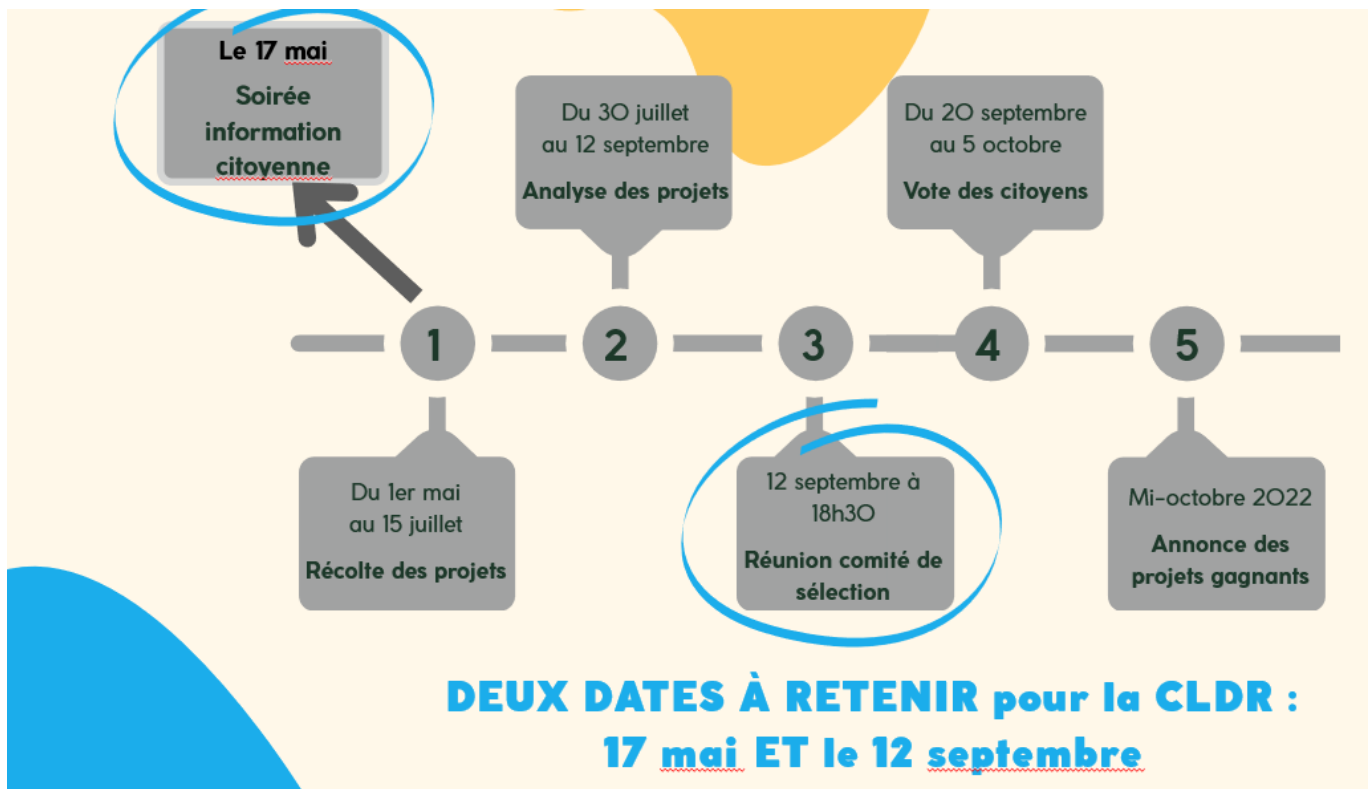 Le 17 mai
Soirée
information
citoyenne
Du 30 juillet
au 12 septembre
Analyse des projets
Du 20 septembre
au 5 octobre
Vote des citoyens
1
2
3
4
5
Du 1er mai
au 15 juillet
Récolte des projets
12 septembre à
18h30
Réunion comité de
sélection
Mi-octobre 2022
Annonce des
projets gagnants
DEUX DATES À RETENIR pour la CLDR :
17 mai ET le 12 septembre